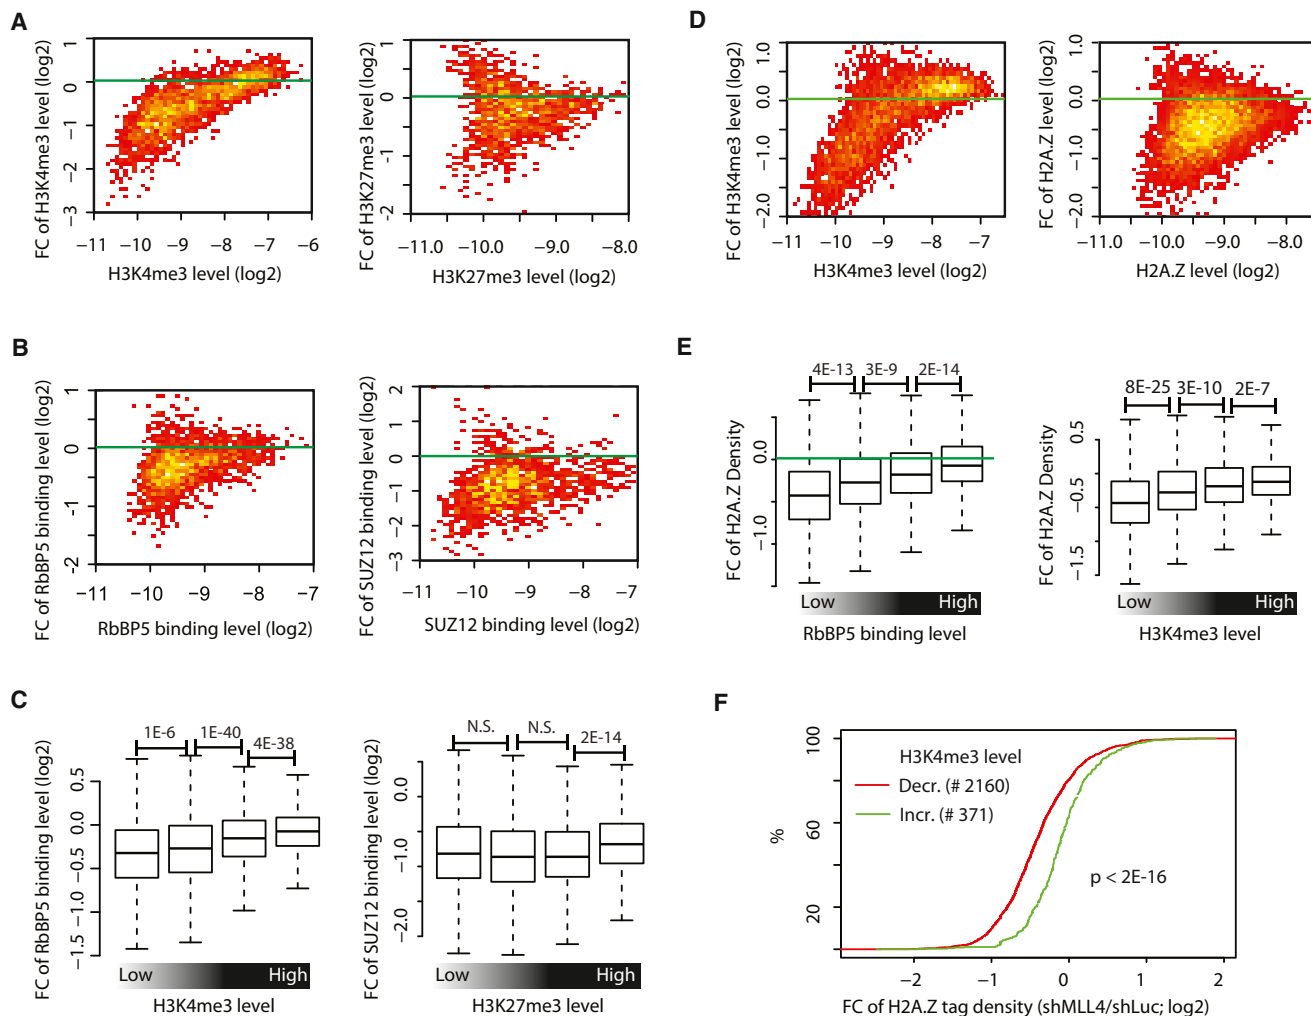 A
FC of H3K4me3 level (log2)
1
0
−1
−2
−3
−11 −10 −9 −8 −7 −6
H3K4me3 level (log2)
FC of H3K27me3 level (log2)
1
0
−1
−2
−11.0 −10.0 −9.0 −8.0
H3K27me3 level (log2)
D
FC of H3K4me3 level (log2)
1.0
0.0
−1.0
−2.0
−11 −10 −9 −8 −7
H3K4me3 level (log2)
FC of H2A.Z level (log2)
1.0
0.0
−1.0
−2.0
−11.0 −10.0 −9.0 −8.0
H2A.Z level (log2)
B
FC of RbBP5 binding level (log2)
1
0
−1
−2
−11 −10 −9 −8 −7
RbBP5 binding level (log2)
FC of SUZ12 binding level (log2)
2
1
0
−1
−2
−3
−11 −10 −9 −8 −7
SUZ12 binding level (log2)
E
4E-13 3E-9 2E-14
FC of H2A.Z Density
0.0
−1.0
Low High
RbBP5 binding level
8E-25 3E-10 2E-7
FC of H2A.Z Density
0.5
−0.5
−1.5
Low High
H3K4me3 level
C
1E-6 1E-40 4E-38
FC of RbBP5 binding level (log2)
0.5
0.0
−0.5
−1.0
−1.5
Low High
H3K4me3 level
N.S. N.S. 2E-14
FC of SUZ12 binding level (log2)
0.0
−1.0
−2.0
Low High
H3K27me3 level
F
%
100
60
20
H3K4me3 level
Decr. (# 2160)
Incr. (# 371)
p < 2E-16
−2 −1 0 1 2
FC of H2A.Z tag density (shMLL4/shLuc; log2)